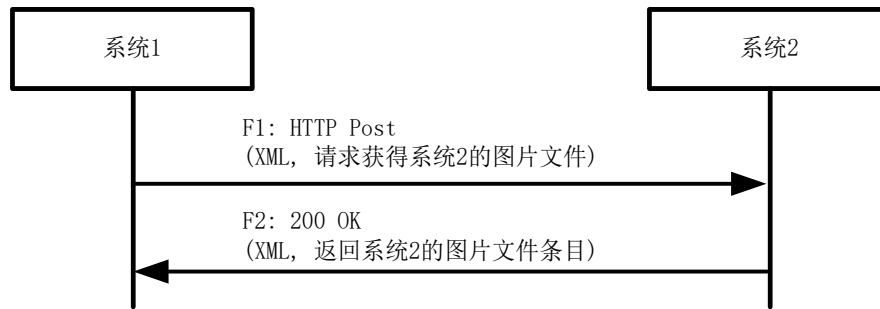 系统1
系统2
F1: HTTP Post
(XML, 请求获得系统2的图片文件)
F2: 200 OK
(XML, 返回系统2的图片文件条目)